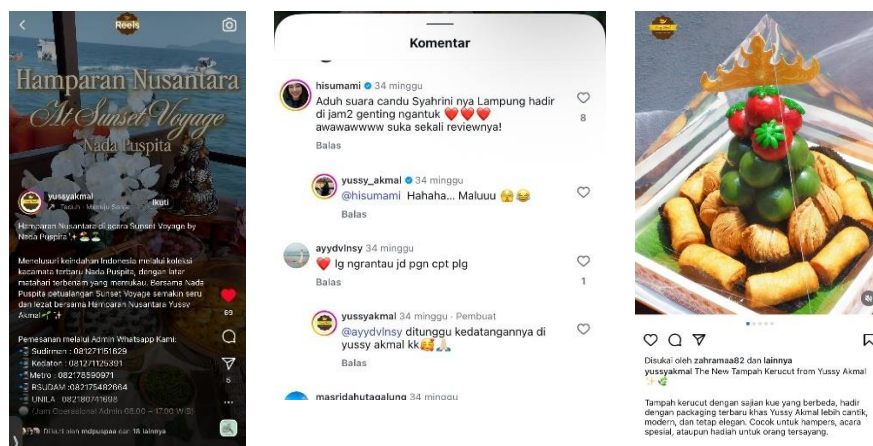 Reels
Hamparan Nusantara
At Sunset Voyage
Nada Puspita
yussyakmal
Ikuti
Hamparan Nusantara di acara Sunset Voyage by
Nada Puspita
Menelusuri keindahan Indonesia melalui koleksi
kacamata terbaru Nada Puspita, dengan latar
matahari terbenam yang memukau. Bersama Nada
Puspita petualangan Sunset Voyage semakin seru
dan lezat bersama Hamparan Nusantara Yussy
Akmal
Pemesanan melalui Admin Whatsapp Kami:
Sudirman : 081271151629
Kedaton : 081271125391
Metro : 082178590971
RSUDAM :082175482664
UNILA : 082180741698
(Jam Operasional Admin 08.00 – 17.00 WIB)
Diikuti oleh mdpuspaa dan 18 lainnya
69
5
Komentar
hisumami 34 minggu
Aduh suara candu Syahrini nya Lampung hadir
di jam2 genting ngantuk ❤️❤️❤️
awawawwww suka sekali reviewnya!
8
Balas
yussy_akmal 34 minggu
@hisumami Hahaha... Maluuu 🫣😂
Balas
ayydvlnsy 34 minggu
❤️ lg ngrantau jd pgn cpt plg
1
Balas
yussyakmal 34 minggu · Pembuat
@ayydvlnsy ditunggu kedatangannya di
yussy akmal kk🥰🙏🏻
Balas
masridahutagalung 34 minggu
Disukai oleh zahramaa82 dan lainnya
yussyakmal The New Tampah Kerucut from Yussy Akmal
✨🌿
Tampah kerucut dengan sajian kue yang berbeda, hadir
dengan packaging terbaru khas Yussy Akmal lebih cantik,
modern, dan tetap elegan. Cocok untuk hampers, acara
spesial, ataupun hadiah untuk orang tersayang.